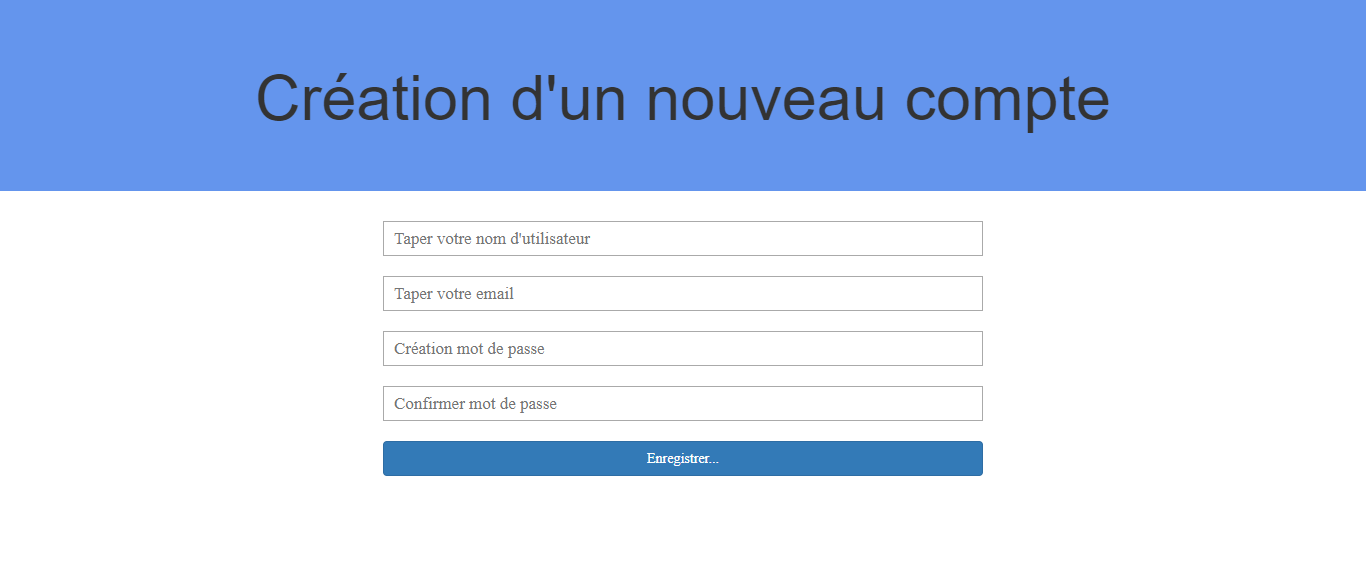 Création d'un nouveau compte
Taper votre nom d'utilisateur
Taper votre email
Création mot de passe
Confirmer mot de passe
Enregistrer...